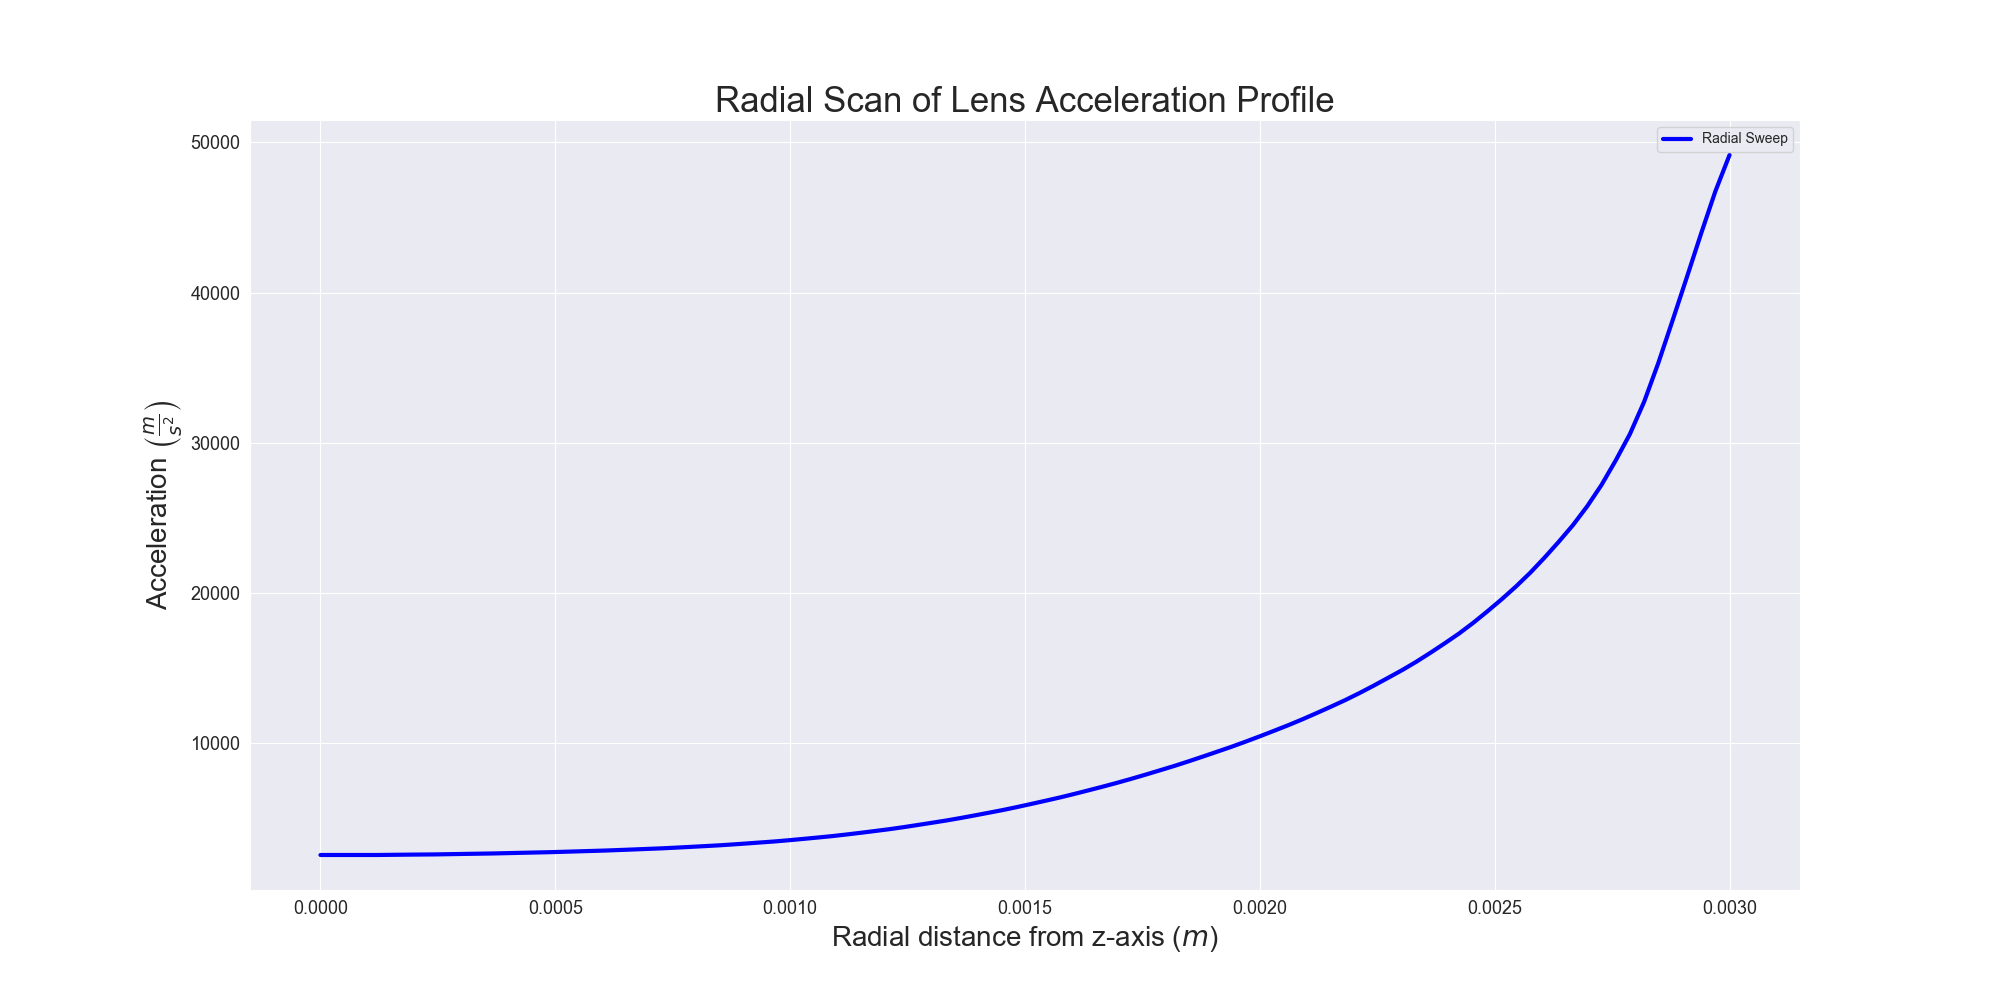 Radial Scan of Lens Acceleration Profile
Radial Sweep
50000
40000
30000
20000
10000
Acceleration (m/s²)
0.0000 0.0005 0.0010 0.0015 0.0020 0.0025 0.0030
Radial distance from z-axis (m)